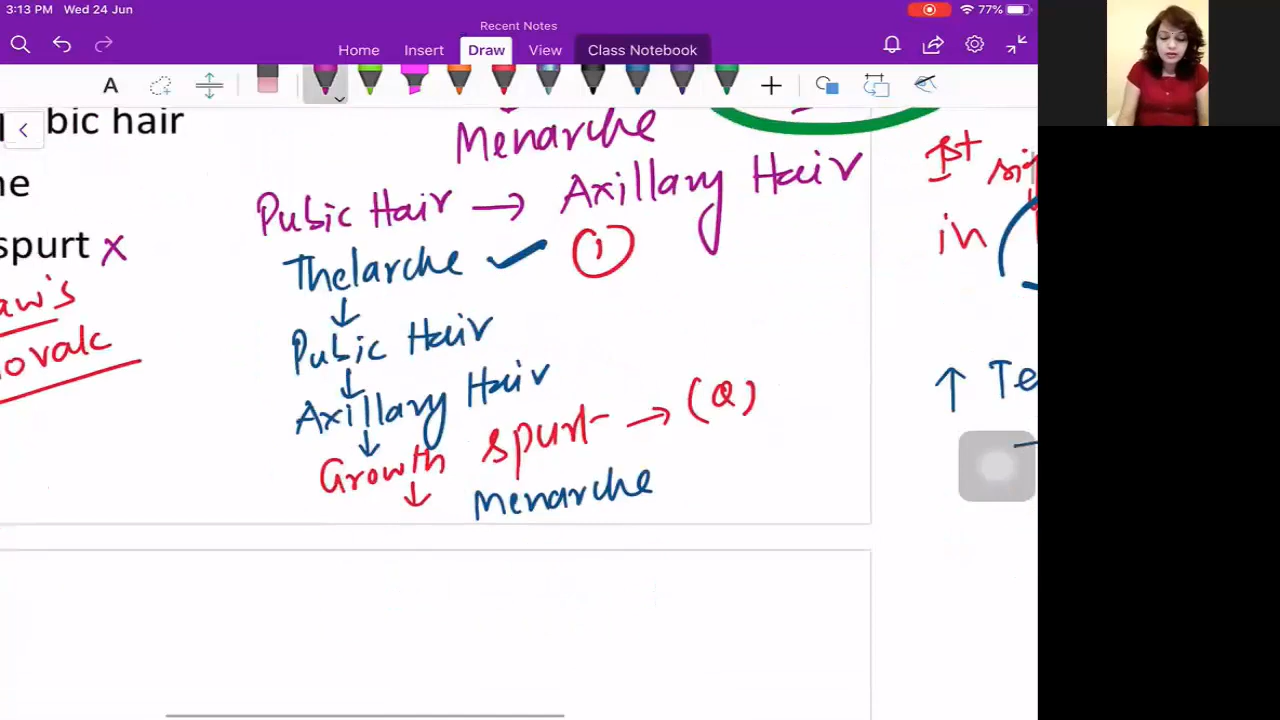 3:13 PM Wed 24 Jun
77%
Recent Notes
Home Insert Draw View Class Notebook
A
bic hair
Menarche
1st
Pubic Hair → Axillary Hair
in
spurt x
Thelarche ✓ 1
↓
Pubic Hair
↓
↑ Te
Axillary Hair
↓
Growth spurt → (Q)
↓
Menarche